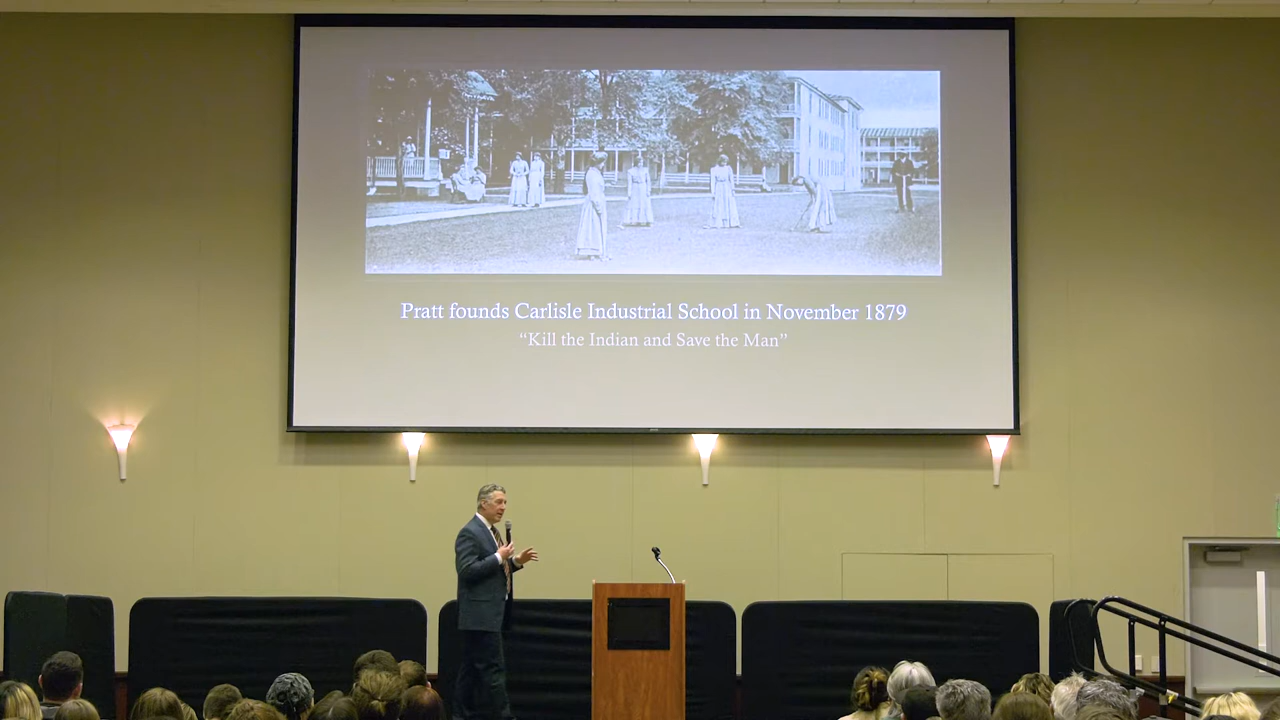 Pratt founds Carlisle Industrial School in November 1879
“Kill the Indian and Save the Man”